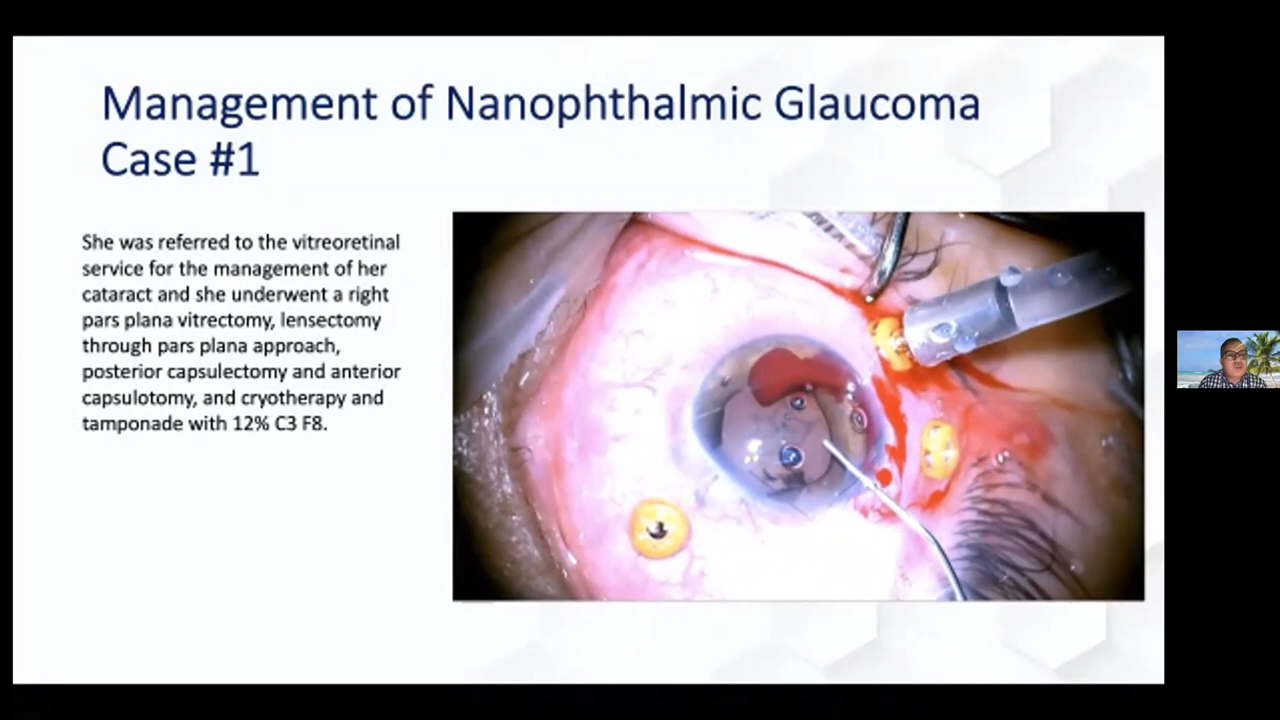 Management of Nanophthalmic Glaucoma
Case #1
She was referred to the vitreoretinal
service for the management of her
cataract and she underwent a right
pars plana vitrectomy, lensectomy
through pars plana approach,
posterior capsulectomy and anterior
capsulotomy, and cryotherapy and
tamponade with 12% C3 F8.